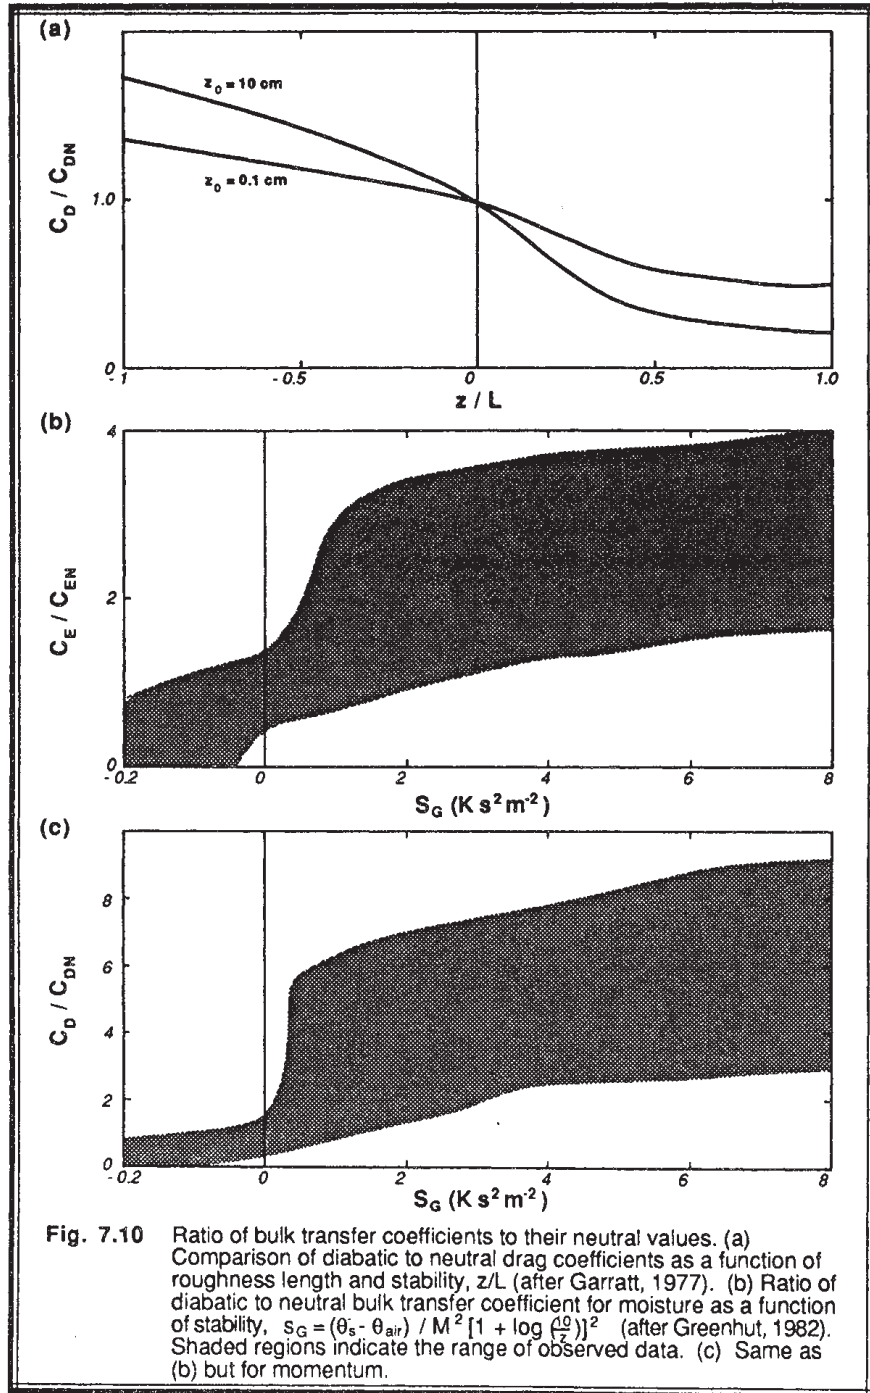 (a)
z₀ = 10 cm
z₀ = 0.1 cm
C_D / C_DN
1.0
0
- 1
- 0.5
0
0.5
1.0
z / L
(b)
4
2
0
C_E / C_EN
- 0.2
0
2
4
6
8
S_G (K s² m⁻²)
(c)
8
6
4
2
0
C_D / C_DN
- 0.2
0
2
4
6
8
S_G (K s² m⁻²)
Fig. 7.10 Ratio of bulk transfer coefficients to their neutral values. (a)
Comparison of diabatic to neutral drag coefficients as a function of
roughness length and stability, z/L (after Garratt, 1977). (b) Ratio of
diabatic to neutral bulk transfer coefficient for moisture as a function
of stability, s_G = (θ_s - θ_air) / M² [1 + log (10/z)]² (after Greenhut, 1982).
Shaded regions indicate the range of observed data. (c) Same as
(b) but for momentum.